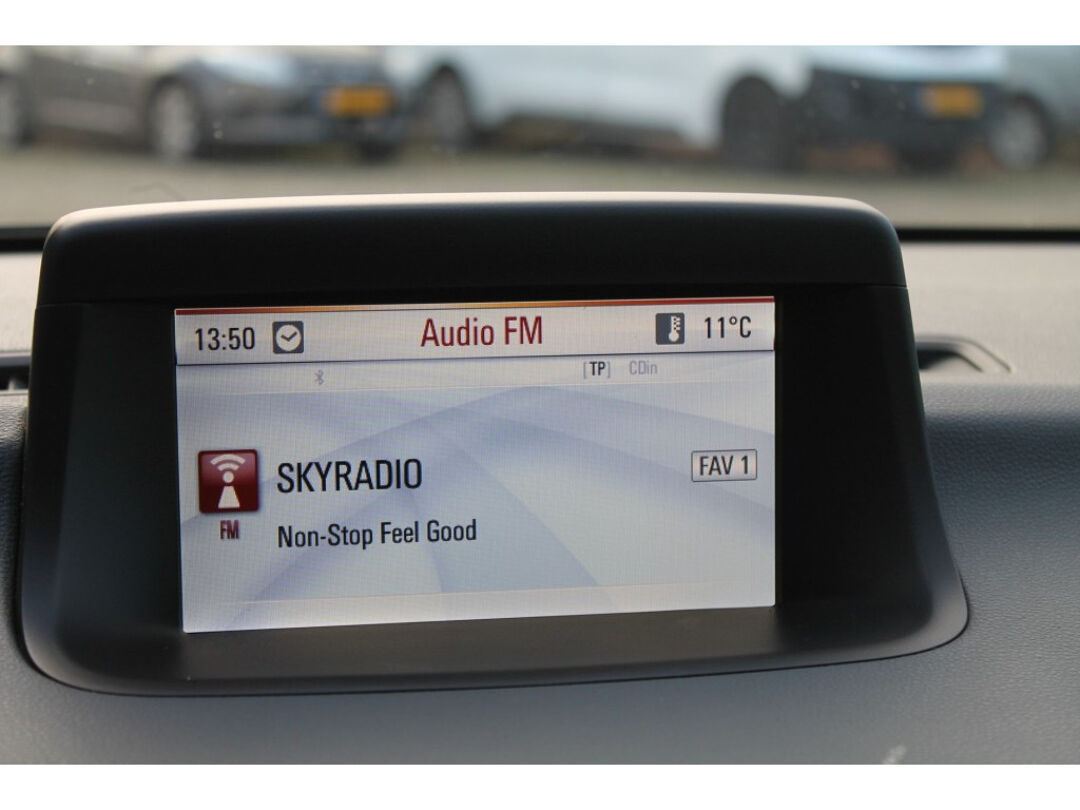 13:50 Audio FM 11°C
[TP] CDin
SKYRADIO FAV 1
FM
Non-Stop Feel Good